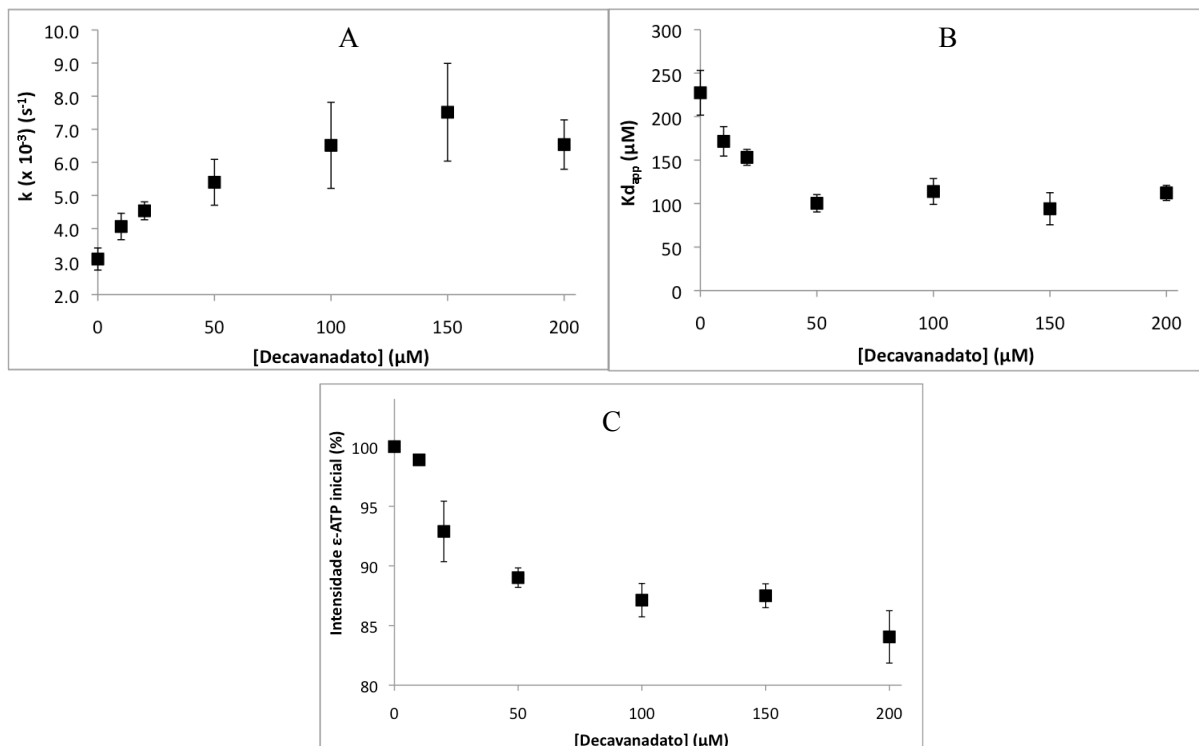 A
k (x 10⁻³) (s⁻¹)
10.0
9.0
8.0
7.0
6.0
5.0
4.0
3.0
2.0
0 50 100 150 200
[Decavanadato] (µM)
B
Kd app (µM)
300
250
200
150
100
50
0
0 50 100 150 200
[Decavanadato] (µM)
C
Intensidade ε-ATP inicial (%)
100
95
90
85
80
0 50 100 150 200
[Decavanadato] (µM)